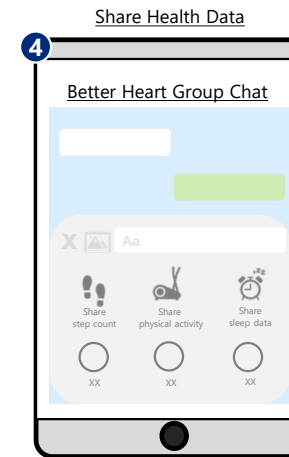 Share Health Data
4
Better Heart Group Chat
X
Aa
Share
step count
Share
physical activity
Share
sleep data
XX
XX
XX